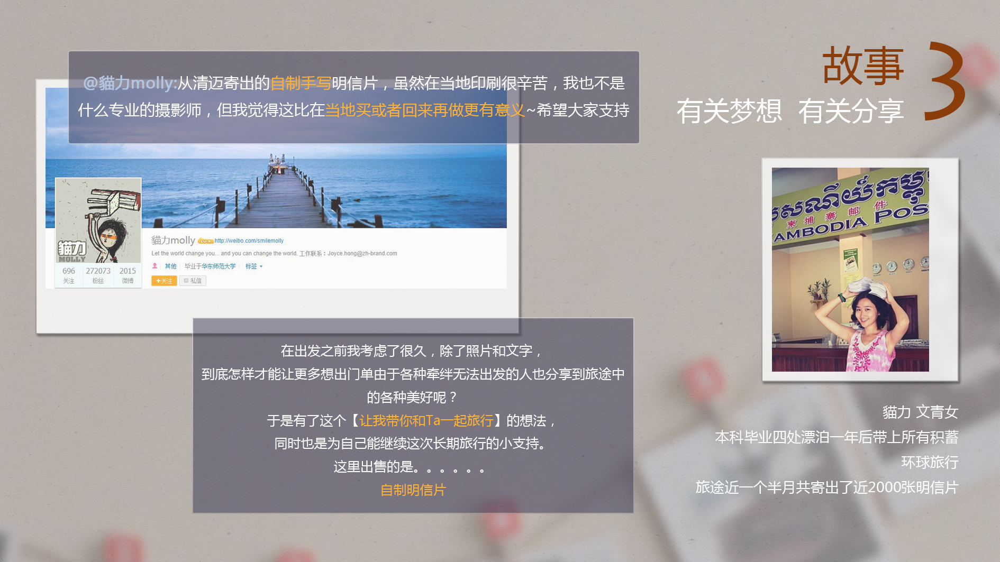 故事 3
有关梦想 有关分享
@貓力molly:从清迈寄出的自制手写明信片，虽然在当地印刷很辛苦，我也不是
什么专业的摄影师，但我觉得这比在当地买或者回来再做更有意义~希望大家支持
貓力
MOLLY
696 272073 2015
关注 粉丝 微博
貓力molly http://weibo.com/smilemolly
Let the world change you... and you can change the world. 工作联系：Joyce.hong@zh-brand.com
其他 毕业于华东师范大学 标签
+关注 私信
在出发之前我考虑了很久，除了照片和文字，
到底怎样才能让更多想出门单由于各种牵绊无法出发的人也分享到旅途中
的各种美好呢？
于是有了这个【让我带你和Ta一起旅行】的想法，
同时也是为自己能继续这次长期旅行的小支持。
这里出售的是。。。。。。
自制明信片
柬埔寨邮件
AMBODIA POS
貓力 文青女
本科毕业四处漂泊一年后带上所有积蓄
环球旅行
旅途近一个半月共寄出了近2000张明信片